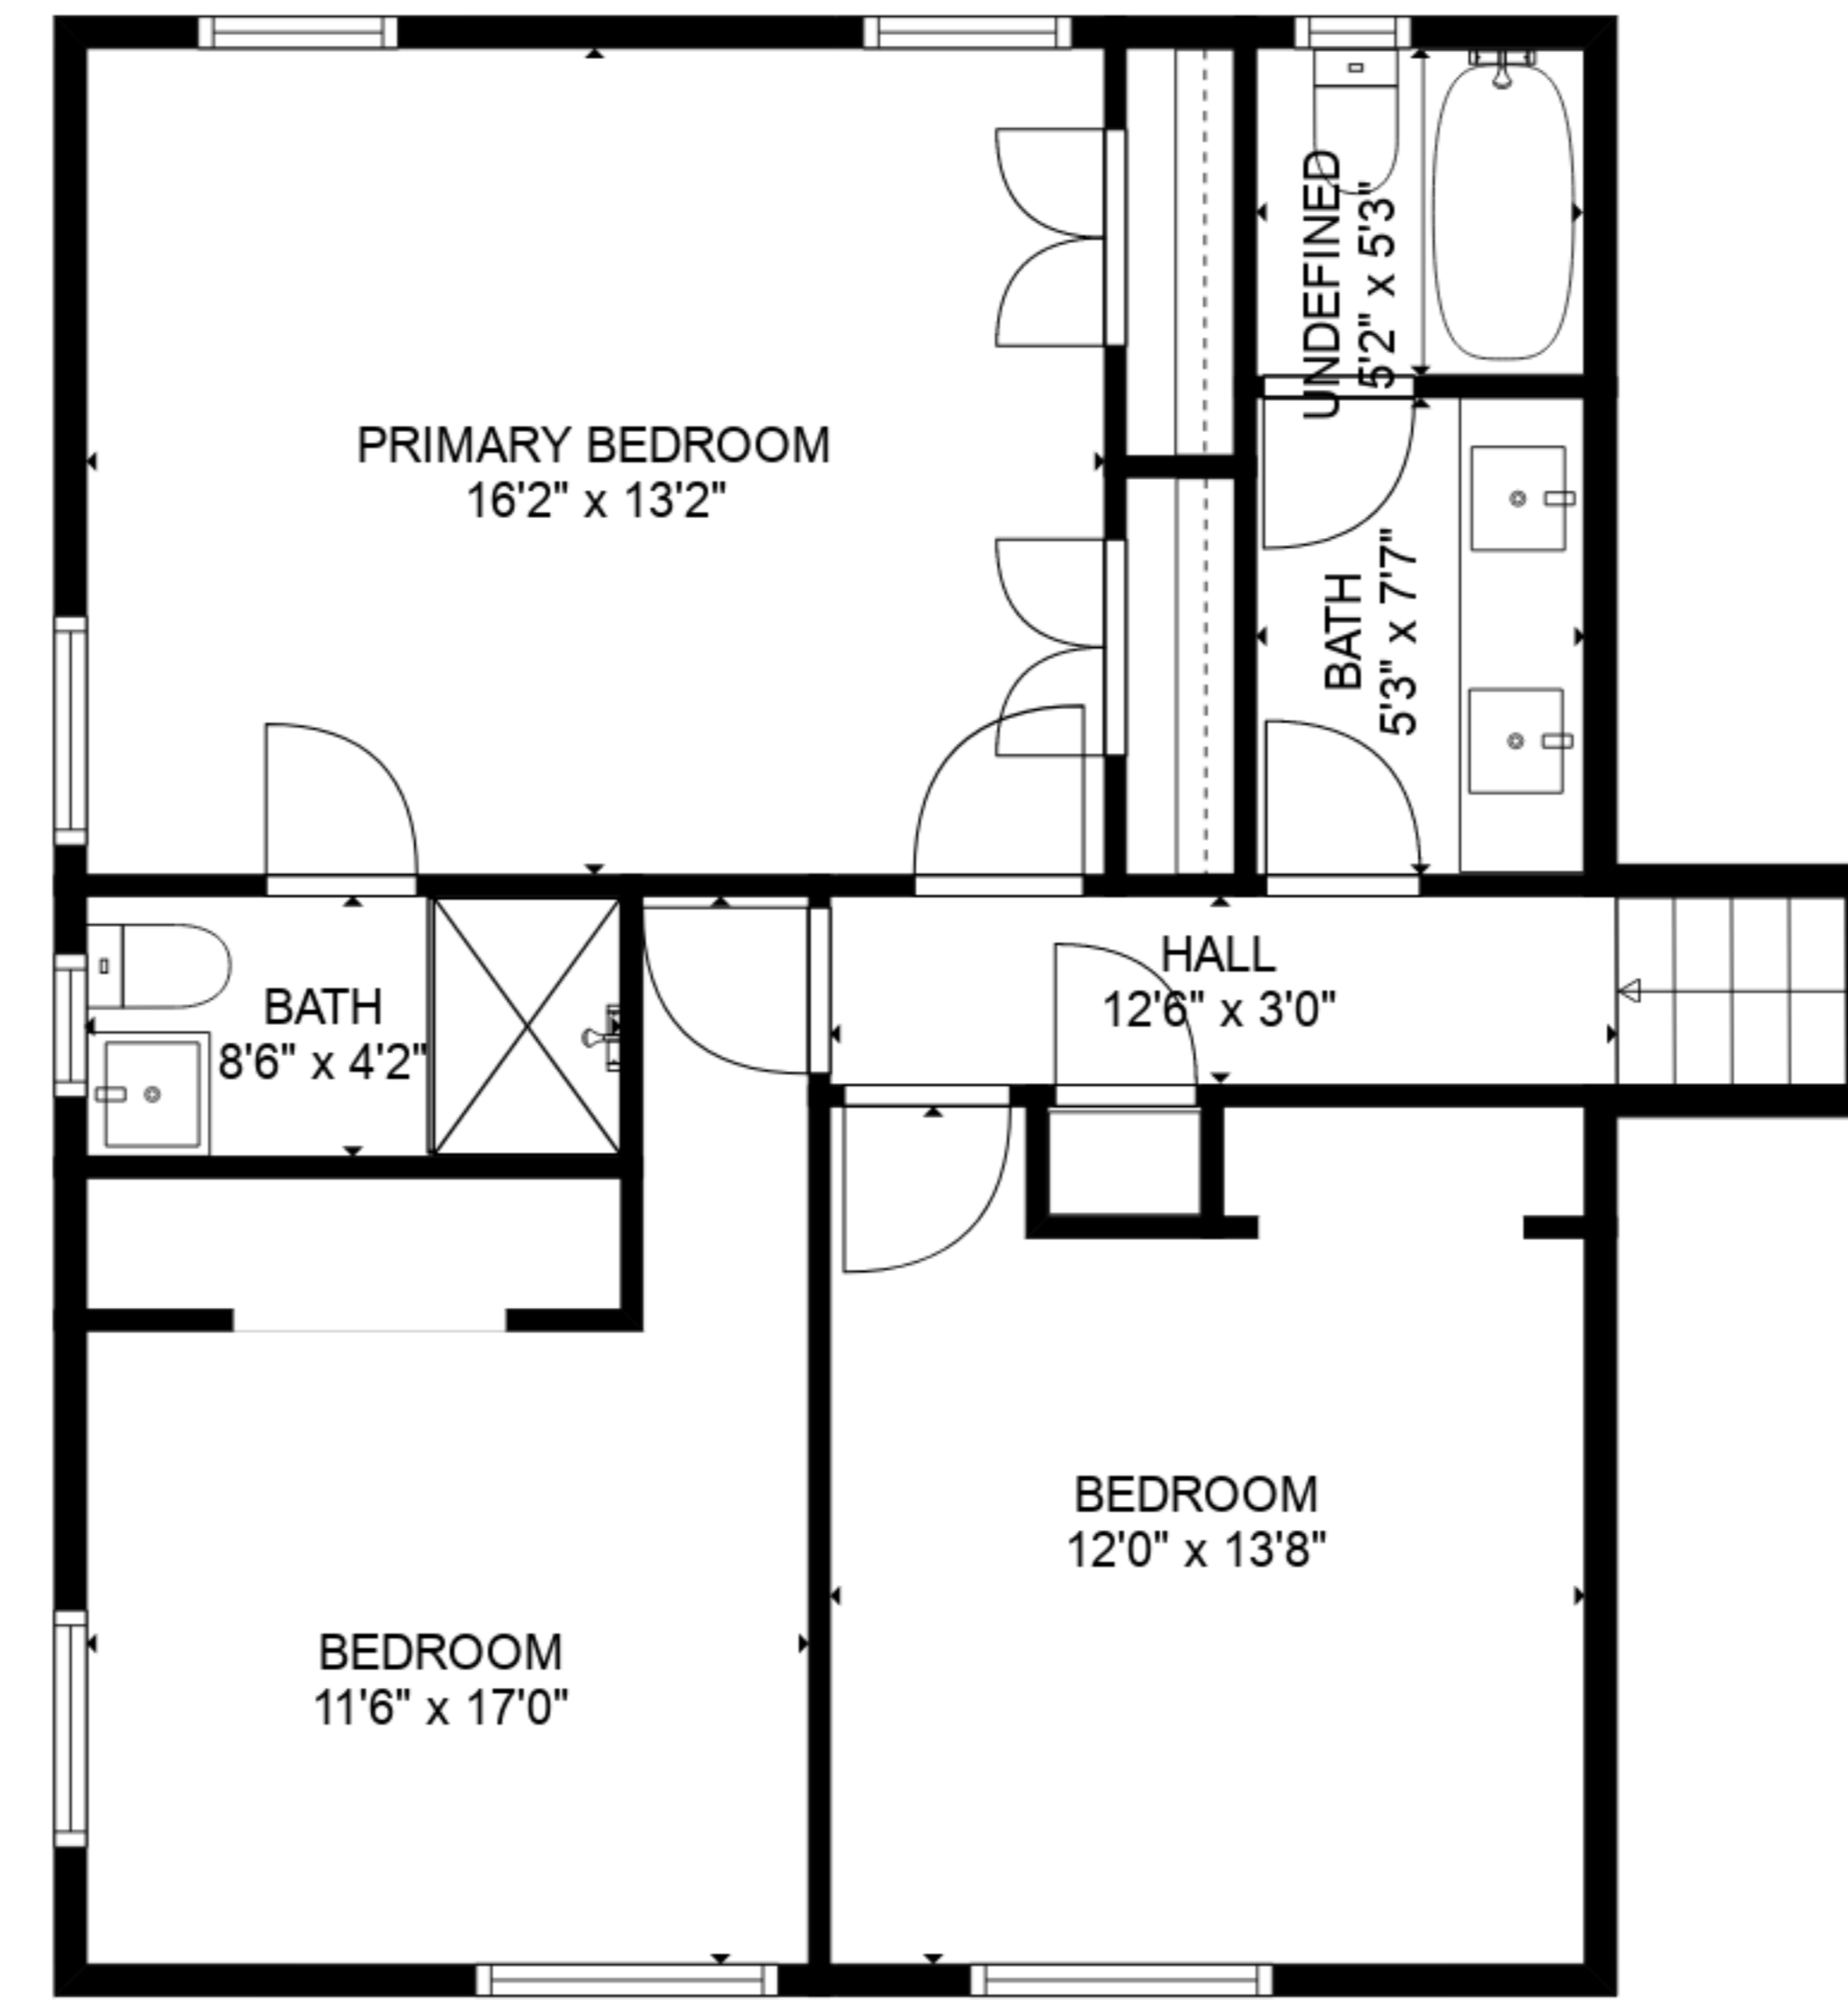 UNDEFINED
5'2" x 5'3"
PRIMARY BEDROOM
16'2" x 13'2"
BATH
5'3" x 7'7"
HALL
12'6" x 3'0"
BATH
8'6" x 4'2"
BEDROOM
12'0" x 13'8"
BEDROOM
11'6" x 17'0"